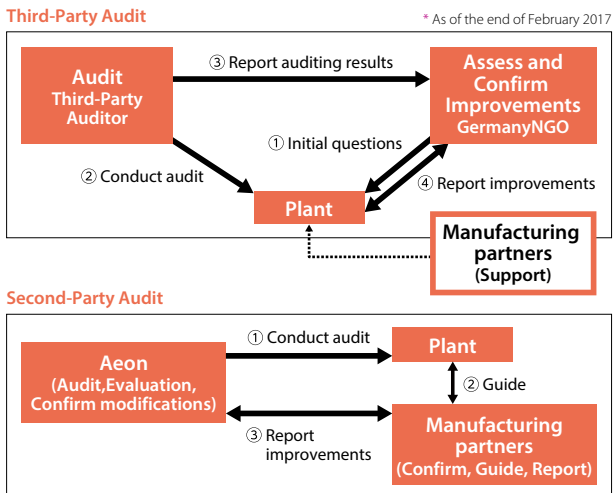 Third-Party Audit
* As of the end of February 2017
Audit
Third-Party
Auditor
③ Report auditing results
Assess and
Confirm
Improvements
GermanyNGO
① Initial questions
② Conduct audit
④ Report improvements
Plant
Manufacturing
partners
(Support)
Second-Party Audit
① Conduct audit
Aeon
(Audit,Evaluation,
Confirm modifications)
Plant
② Guide
③ Report
improvements
Manufacturing
partners
(Confirm, Guide, Report)